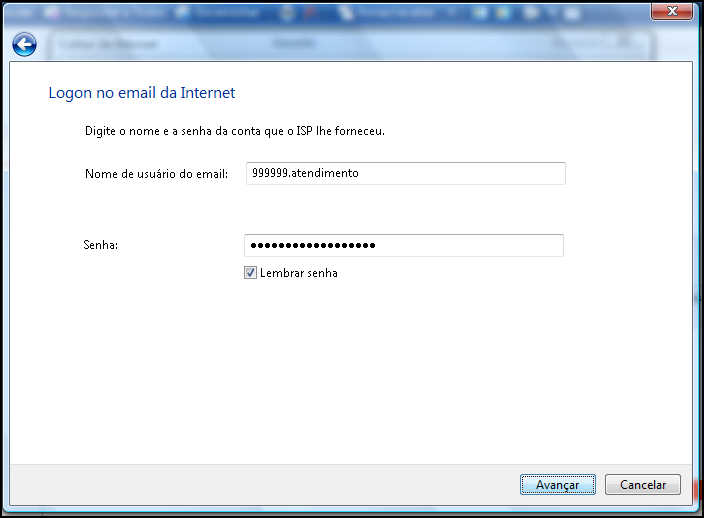 Logon no email da Internet
Digite o nome e a senha da conta que o ISP lhe forneceu.
Nome de usuário do email: 999999.atendimento
Senha: ●●●●●●●●●●●●●●●●●●
Lembrar senha
Avançar Cancelar